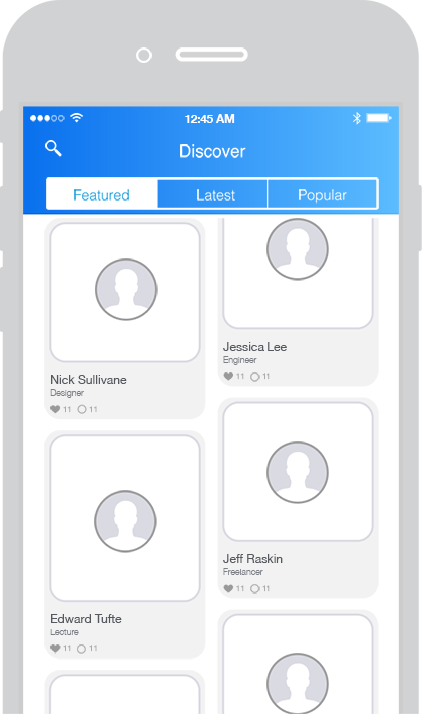 12:45 AM
Discover
Featured Latest Popular
Nick Sullivane
Designer
11 11
Jessica Lee
Engineer
11 11
Edward Tufte
Lecture
11 11
Jeff Raskin
Freelancer
11 11